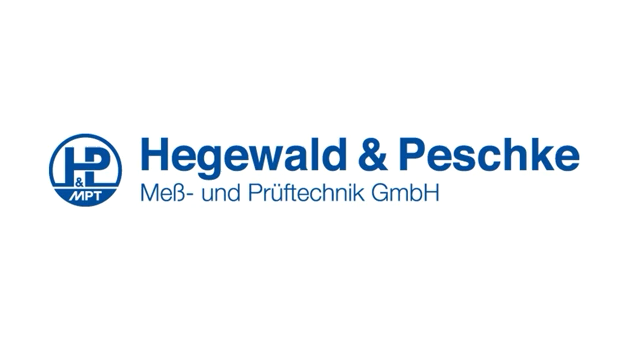 H&P
MPT
Hegewald & Peschke
Meß- und Prüftechnik GmbH